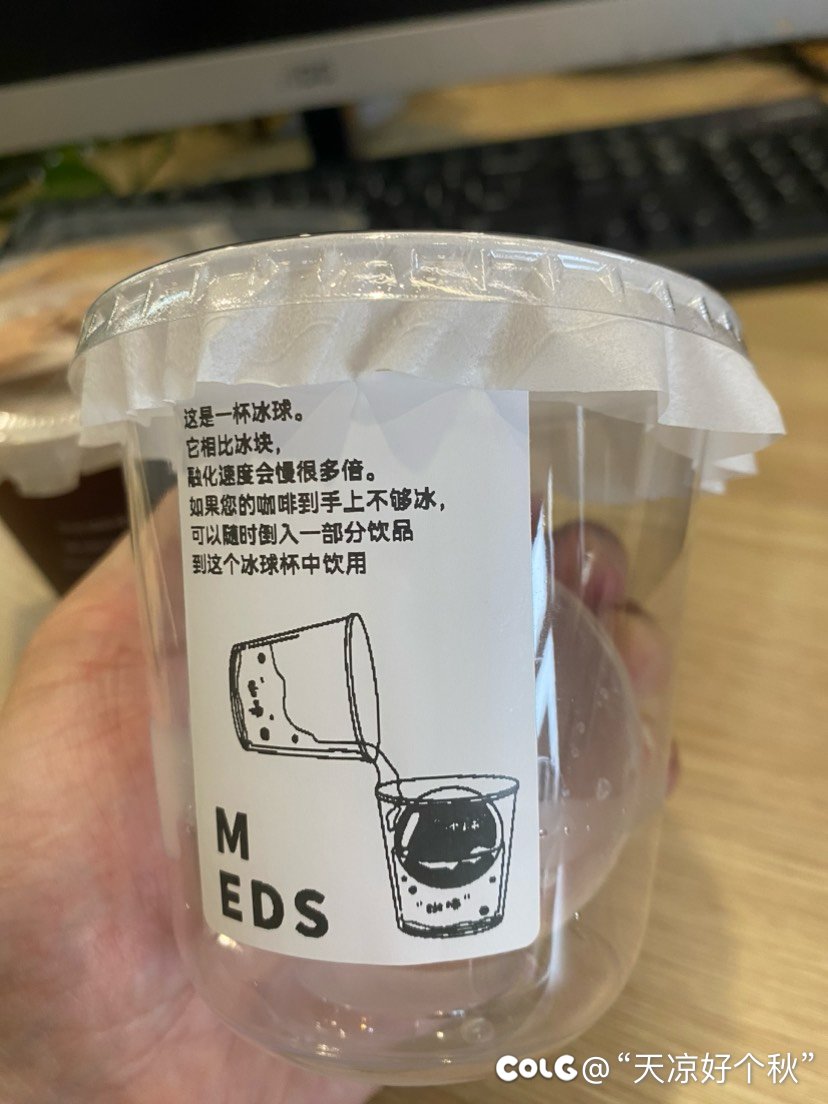 这是一杯冰球。
它相比冰块，
融化速度会慢很多倍。
如果您的咖啡到手上不够冰，
可以随时倒入一部分饮品
到这个冰球杯中饮用
M
EDS
COLG@“天凉好个秋”